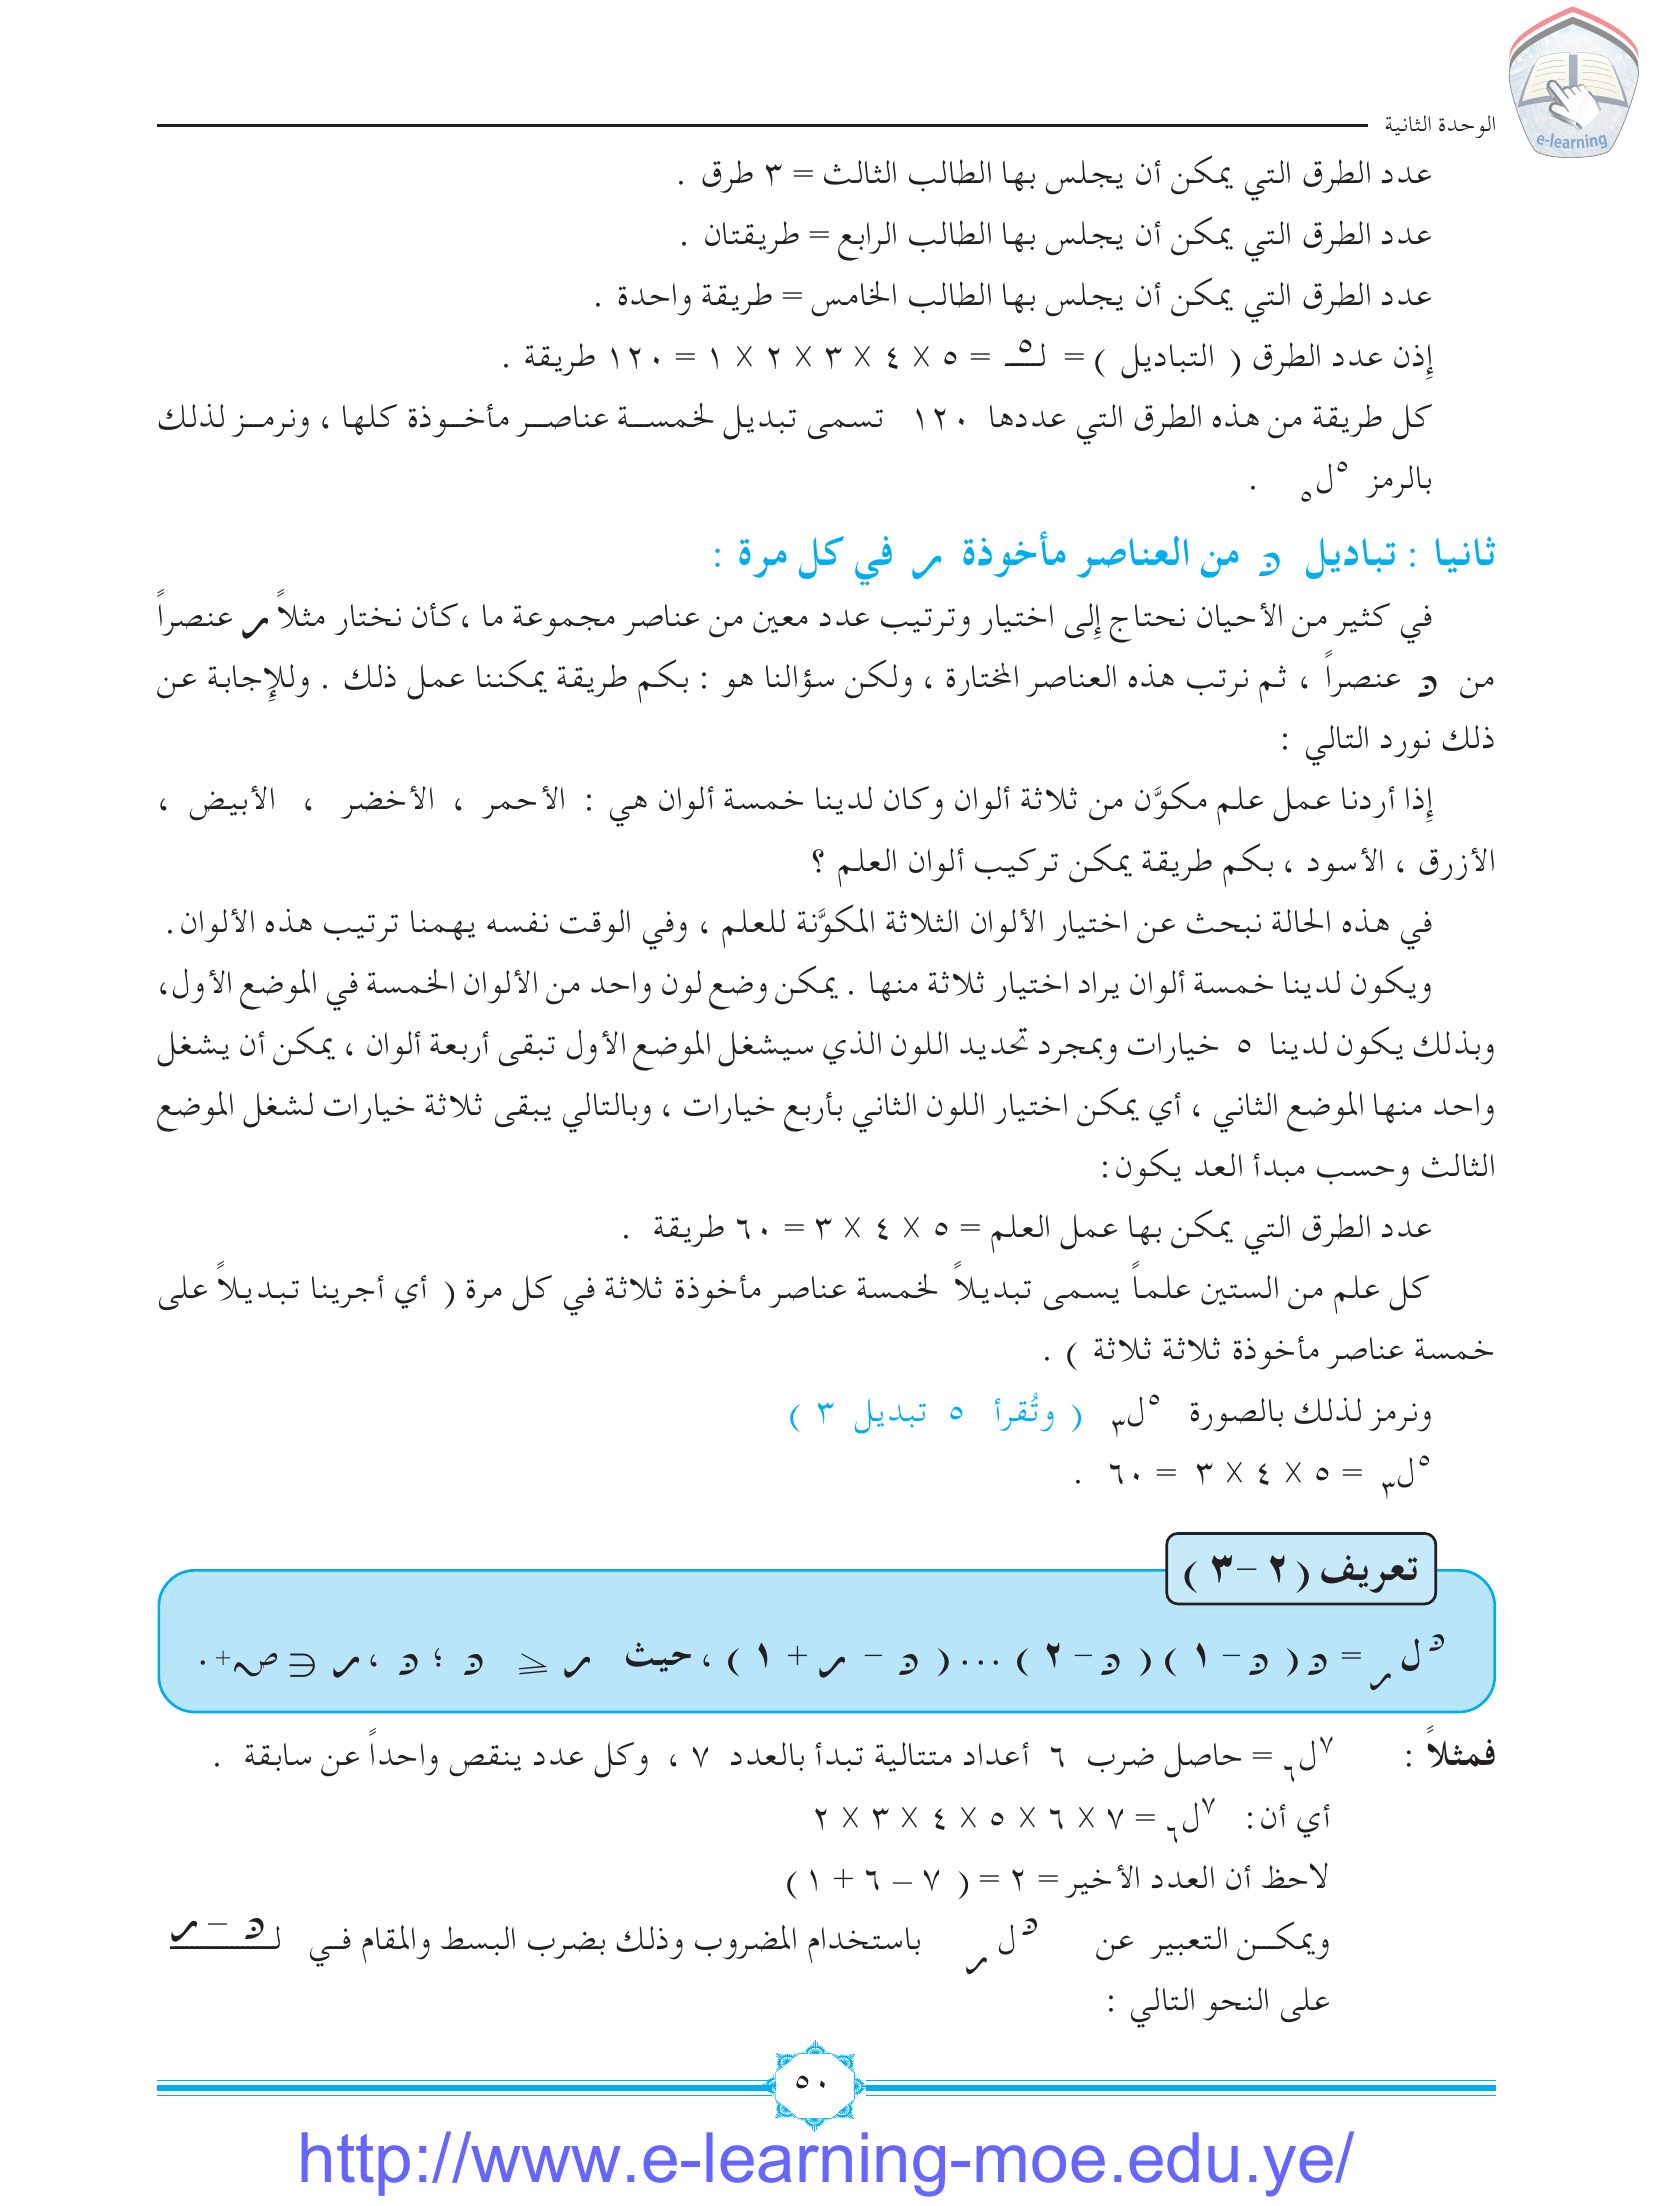 e-learning
الوحدة الثانية
عدد الطرق التي يمكن أن يجلس بها الطالب الثالث = ٣ طرق .
عدد الطرق التي يمكن أن يجلس بها الطالب الرابع = طريقتان .
عدد الطرق التي يمكن أن يجلس بها الطالب الخامس = طريقة واحدة .
إذن عدد الطرق ( التباديل ) = لـ٥ = ٥ × ٤ × ٣ × ٢ × ١ = ١٢٠ طريقة .
كل طريقة من هذه الطرق التي عددها ١٢٠ تسمى تبديل لخمسة عناصر مأخوذة كلها ، ونرمز لذلك
بالرمز ٥ل٥ .
ثانيا : تباديل ن من العناصر مأخوذة ر في كل مرة :
في كثير من الأحيان نحتاج إلى اختيار وترتيب عدد معين من عناصر مجموعة ما ،كأن نختار مثلاً ر عنصراً
من ن عنصراً ، ثم نرتب هذه العناصر المختارة ، ولكن سؤالنا هو : بكم طريقة يمكننا عمل ذلك . وللإجابة عن
ذلك نورد التالي :
إذا أردنا عمل علم مكوَّن من ثلاثة ألوان وكان لدينا خمسة ألوان هي : الأحمر ، الأخضر ، الأبيض ،
الأزرق ، الأسود ، بكم طريقة يمكن تركيب ألوان العلم ؟
في هذه الحالة نبحث عن اختيار الألوان الثلاثة المكوَّنة للعلم ، وفي الوقت نفسه يهمنا ترتيب هذه الألوان .
ويكون لدينا خمسة ألوان يراد اختيار ثلاثة منها . يمكن وضع لون واحد من الألوان الخمسة في الموضع الأول،
وبذلك يكون لدينا ٥ خيارات وبمجرد تحديد اللون الذي سيشغل الموضع الأول تبقى أربعة ألوان ، يمكن أن يشغل
واحد منها الموضع الثاني ، أي يمكن اختيار اللون الثاني بأربع خيارات ، وبالتالي يبقى ثلاثة خيارات لشغل الموضع
الثالث وحسب مبدأ العد يكون:
عدد الطرق التي يمكن بها عمل العلم = ٥ × ٤ × ٣ = ٦٠ طريقة .
كل علم من الستين علماً يسمى تبديلاً لخمسة عناصر مأخوذة ثلاثة في كل مرة ( أي أجرينا تبديلاً على
خمسة عناصر مأخوذة ثلاثة ثلاثة ) .
ونرمز لذلك بالصورة ٥ل٣ ( وتُقرأ ٥ تبديل ٣ )
٥ل٣ = ٥ × ٤ × ٣ = ٦٠ .
تعريف ( ٢ – ٣ )
نلر = ن ( ن – ١ ) ( ن – ٢ ) ... ( ن – ر + ١ ) ، حيث ر ≤ ن ؛ ن ، ر ∈ ص+ .
فمثلاً : ٧ل٦ = حاصل ضرب ٦ أعداد متتالية تبدأ بالعدد ٧ ، وكل عدد ينقص واحداً عن سابقة .
أي أن : ٧ل٦ = ٧ × ٦ × ٥ × ٤ × ٣ × ٢
لاحظ أن العدد الأخير = ٢ = ( ٧ – ٦ + ١ )
ويمكن التعبير عن نلر باستخدام المضروب وذلك بضرب البسط والمقام في لـ ن – ر
على النحو التالي :
٥٠
http://www.e-learning-moe.edu.ye/